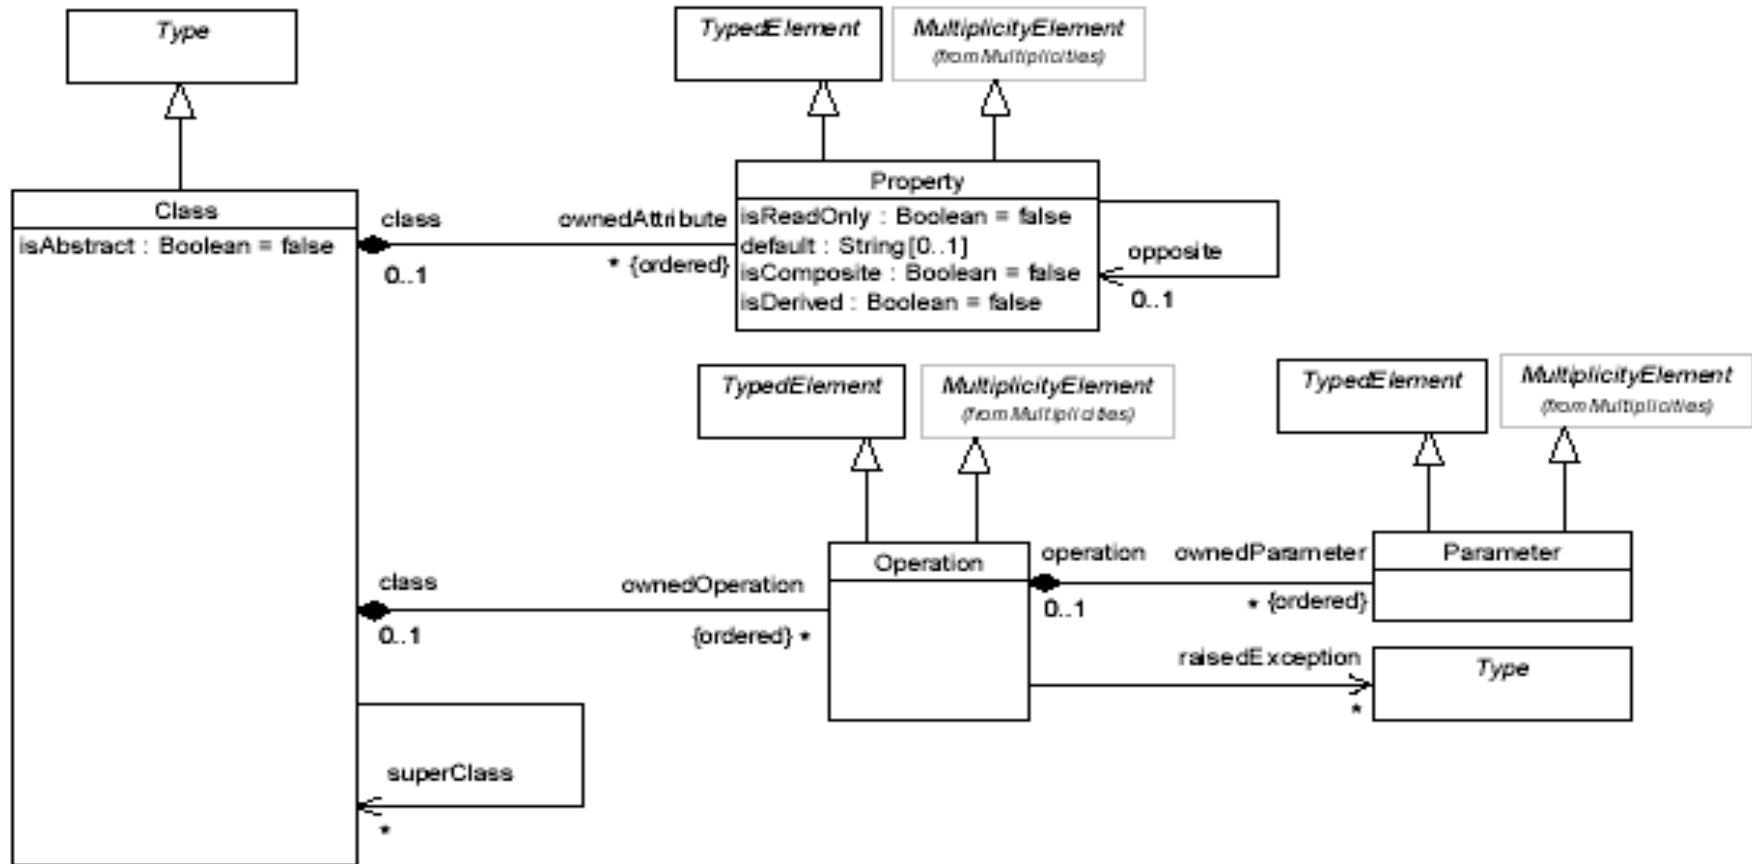 Type
TypedElement
MultiplicityElement
(from Multiplicities)
Class
isAbstract : Boolean = false
class
0..1
ownedAttribute
* {ordered}
Property
isReadOnly : Boolean = false
default : String [0..1]
isComposite : Boolean = false
isDerived : Boolean = false
opposite
0..1
TypedElement
MultiplicityElement
(from Multiplicities)
TypedElement
MultiplicityElement
(from Multiplicities)
class
0..1
ownedOperation
{ordered} *
Operation
operation
0..1
ownedParameter
* {ordered}
Parameter
raisedException
*
Type
superClass
*